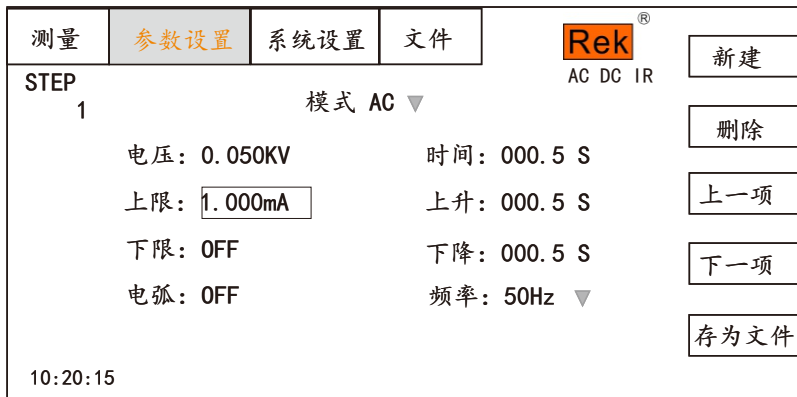 测量 参数设置 系统设置 文件
Rek®
AC DC IR
新建
STEP
1
模式 AC ▼
删除
电压：0.050KV 时间：000.5 S
上限：1.000mA 上升：000.5 S
上一项
下限：OFF 下降：000.5 S
下一项
电弧：OFF 频率：50Hz ▼
存为文件
10:20:15